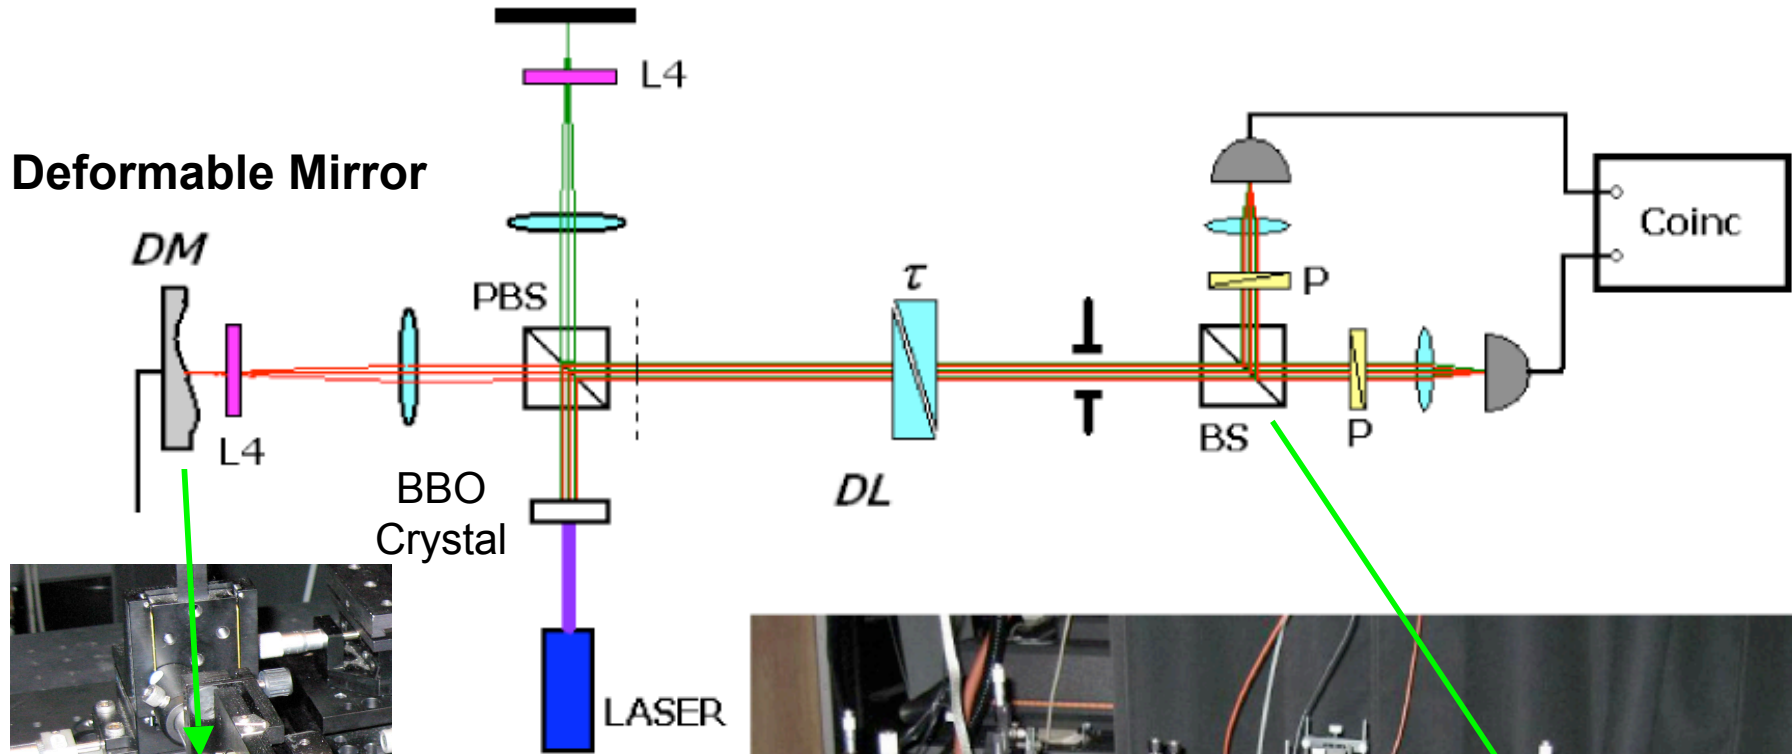 L4
Deformable Mirror
DM
PBS
τ
P
Coinc
L4
BS
P
BBO
Crystal
DL
LASER